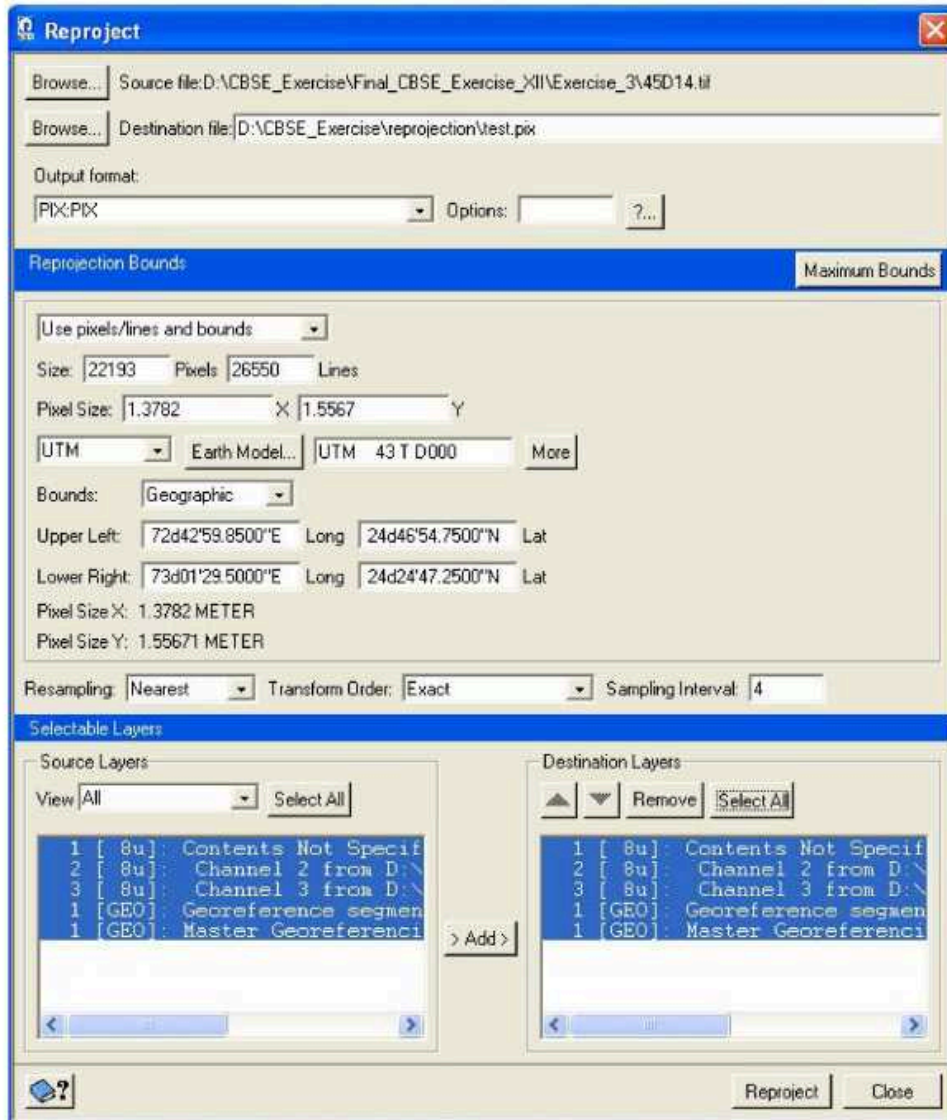 Reproject
Browse... Source file:D:\CBSE_Exercise\Final_CBSE_Exercise_XII\Exercise_3\45D14.tif
Browse... Destination file: D:\CBSE_Exercise\reprojection\test.pix
Output format:
PIX:PIX Options: ?...
Reprojection Bounds Maximum Bounds
Use pixels/lines and bounds
Size: 22193 Pixels 26550 Lines
Pixel Size: 1.3782 X 1.5567 Y
UTM Earth Model... UTM 43 T D000 More
Bounds: Geographic
Upper Left: 72d42'59.8500"E Long 24d46'54.7500"N Lat
Lower Right: 73d01'29.5000"E Long 24d24'47.2500"N Lat
Pixel Size X: 1.3782 METER
Pixel Size Y: 1.55671 METER
Resampling: Nearest Transform Order: Exact Sampling Interval: 4
Selectable Layers
Source Layers
View All Select All
1 [ 8u]: Contents Not Specif
2 [ 8u]: Channel 2 from D:\
3 [ 8u]: Channel 3 from D:\
1 [GEO]: Georeference segmen
1 [GEO]: Master Georeferenci
> Add >
Destination Layers
Remove Select All
1 [ 8u]: Contents Not Specif
2 [ 8u]: Channel 2 from D:\
3 [ 8u]: Channel 3 from D:\
1 [GEO]: Georeference segmen
1 [GEO]: Master Georeferenci
? Reproject Close